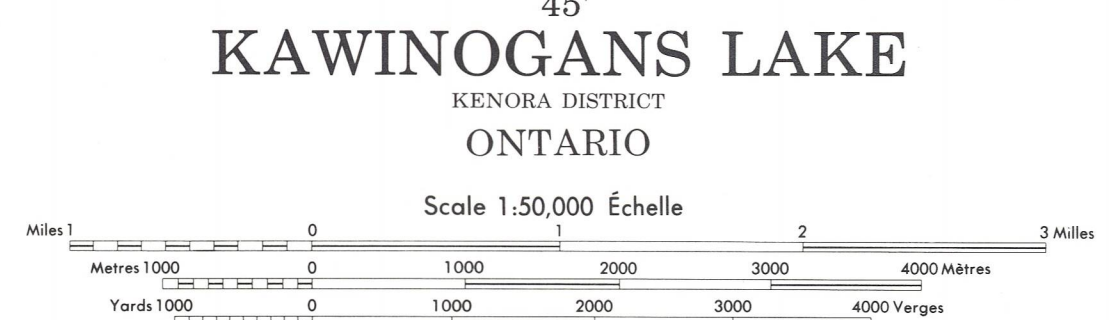 45'
KAWINOGANS LAKE
KENORA DISTRICT
ONTARIO
Scale 1:50,000 Échelle
Miles 1 0 1 2 3 Milles
Metres 1000 0 1000 2000 3000 4000 Mètres
Yards 1000 0 1000 2000 3000 4000 Verges